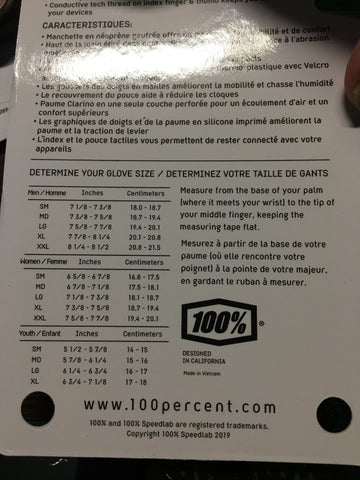 • Conductive tech thread on index finger & thumb keeps you
your devices
CARACTERISTIQUES:
• Manchette en néoprène gaufrée offre un
et de confort
• Haut de la main étiré
à l'abrasion
plastique avec Velcro
• Les goussets des doigts en mailles améliorent la mobilité et chasse l'humidité
• Le recouvrement du pouce aide à réduire les cloques
• Paume Clarino en une seule couche perforée pour un écoulement d'air et un
confort supérieurs
• Les graphiques de doigts et de la paume en silicone imprimé améliorent la
paume et la traction de levier
• L'index et le pouce tactiles vous permettent de rester connecté avec votre
appareils
DETERMINE YOUR GLOVE SIZE / DETERMINEZ VOTRE TAILLE DE GANTS
Men / Homme Inches Centimeters
SM 7 1/8 - 7 3/8 18.0 - 18.7
MD 7 3/8 - 7 5/8 18.7 - 19.4
LG 7 5/8 - 7 7/8 19.4 - 20.1
XL 7 7/8 - 8 1/4 20.1 - 20.8
XXL 8 1/4 - 8 1/2 20.8 - 21.5
Women / Femme Inches Centimeters
SM 6 5/8 - 6 7/8 16.8 - 17.5
MD 6 7/8 - 7 1/8 17.5 - 18.1
LG 7 1/8 - 7 3/8 18.1 - 18.7
XL 7 3/8 - 7 5/8 18.7 - 19.4
XXL 7 5/8 - 7 7/8 19.4 - 20.1
Youth / Enfant Inches Centimeters
SM 5 1/2 - 5 7/8 14 - 15
MD 5 7/8 - 6 1/4 15 - 16
LG 6 1/4 - 6 3/4 16 - 17
XL 6 3/4 - 7 1/8 17 - 18
Measure from the base of your palm
(where it meets your wrist) to the tip of
your middle finger, keeping the
measuring tape flat.
Mesurez à partir de la base de votre
paume (où elle rencontre votre
poignet) à la pointe de votre majeur,
en gardant le ruban à mesurer.
100%
®
DESIGNED
IN CALIFORNIA
Made in Vietnam
www.100percent.com
100% and 100% Speedlab are registered trademarks.
Copyright 100% Speedlab 2019